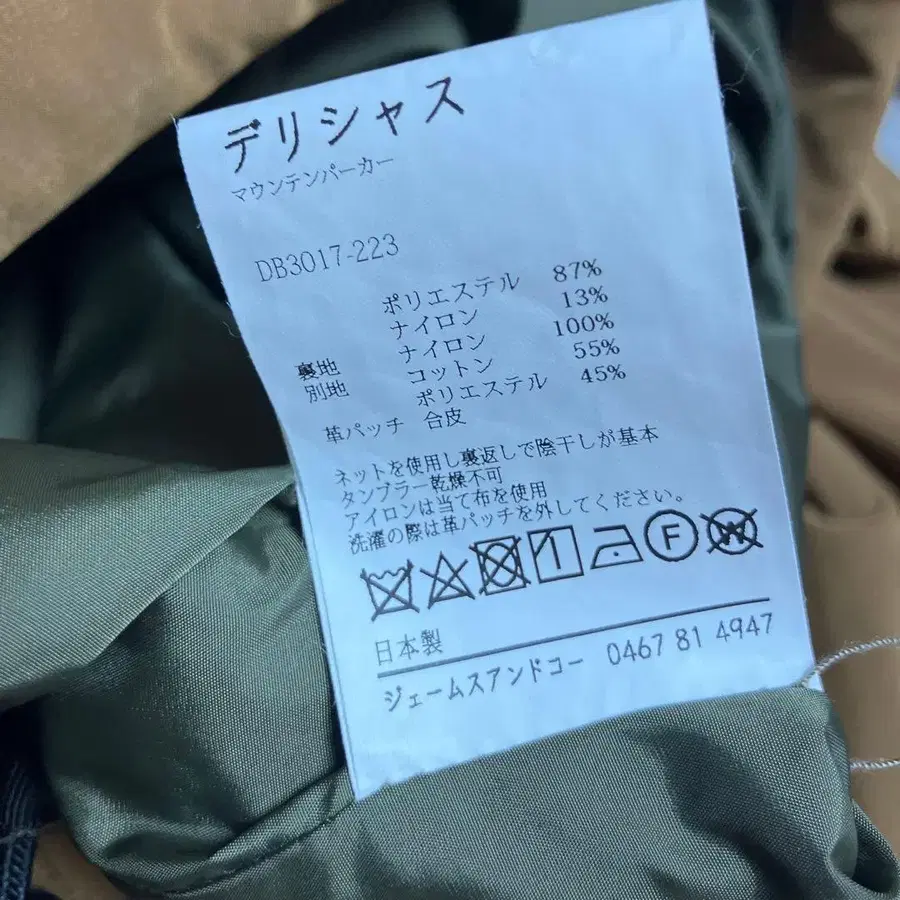 デリシャス
マウンテンパーカー
DB3017-223
ポリエステル 87%
ナイロン 13%
裏地 ナイロン 100%
別地 コットン 55%
ポリエステル 45%
革パッチ 合皮
ネットを使用し裏返しで陰干しが基本
タンブラー乾燥不可
アイロンは当て布を使用
洗濯の際は革パッチを外してください。
F W
日本製
ジェームスアンドコー 0467 81 4947